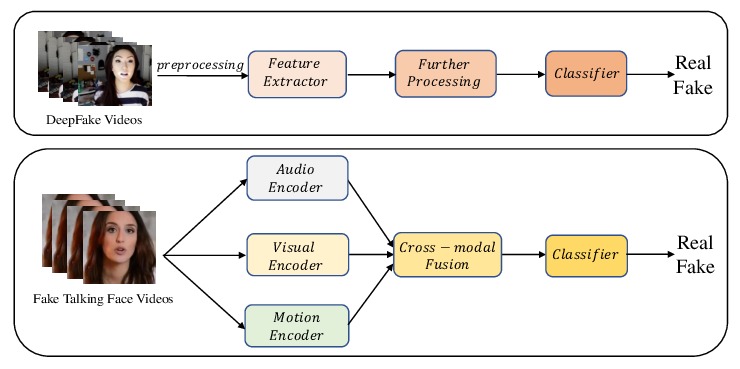 preprocessing
Feature
Extractor
Further
Processing
Classifier
Real
Fake
DeepFake Videos
Audio
Encoder
Visual
Encoder
Cross − modal
Fusion
Classifier
Real
Fake
Fake Talking Face Videos
Motion
Encoder